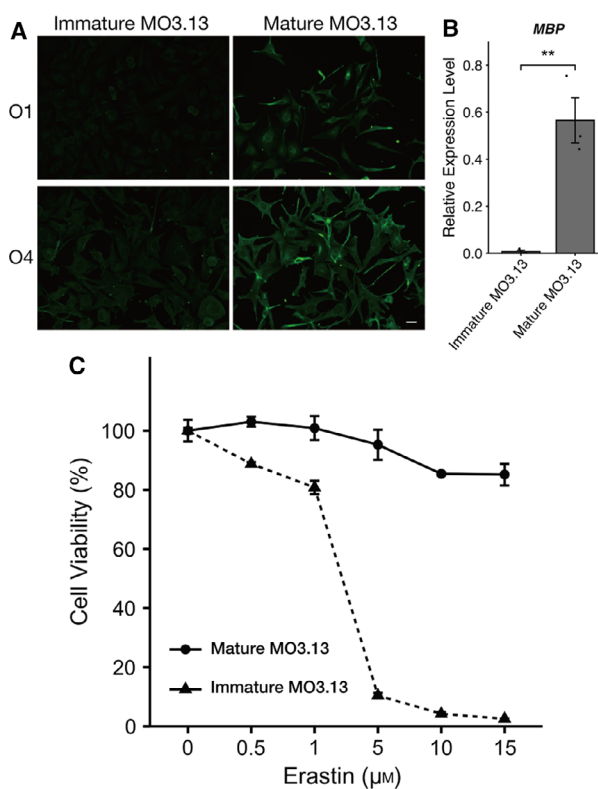 A
Immature MO3.13
Mature MO3.13
O1
O4
B
MBP
**
Relative Expression Level
0.8
0.6
0.4
0.2
0.0
Immature MO3.13
Mature MO3.13
C
Cell Viability (%)
100
80
60
40
20
0
Mature MO3.13
Immature MO3.13
0 0.5 1 5 10 15
Erastin (μM)